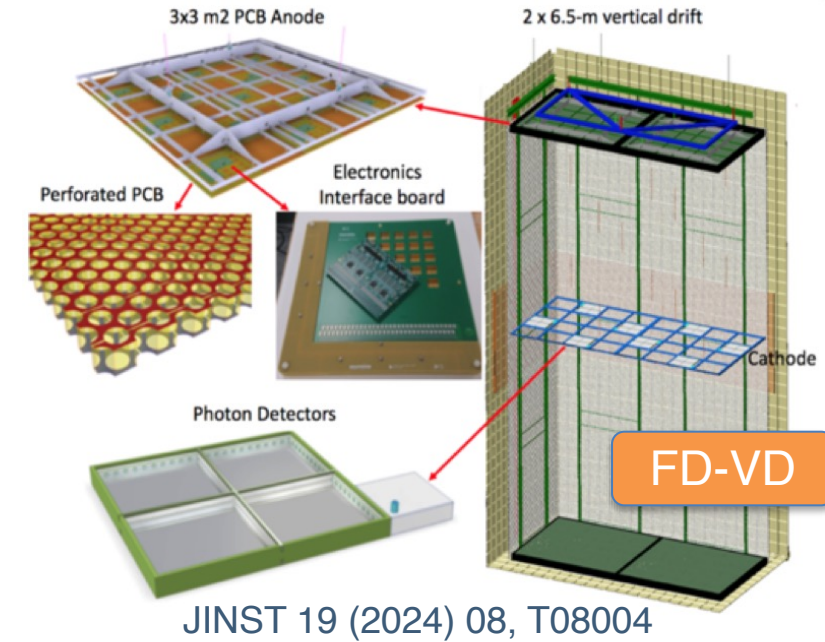 3x3 m2 PCB Anode
2 x 6.5-m vertical drift
Electronics
Interface board
Perforated PCB
Cathode
Photon Detectors
FD-VD
JINST 19 (2024) 08, T08004